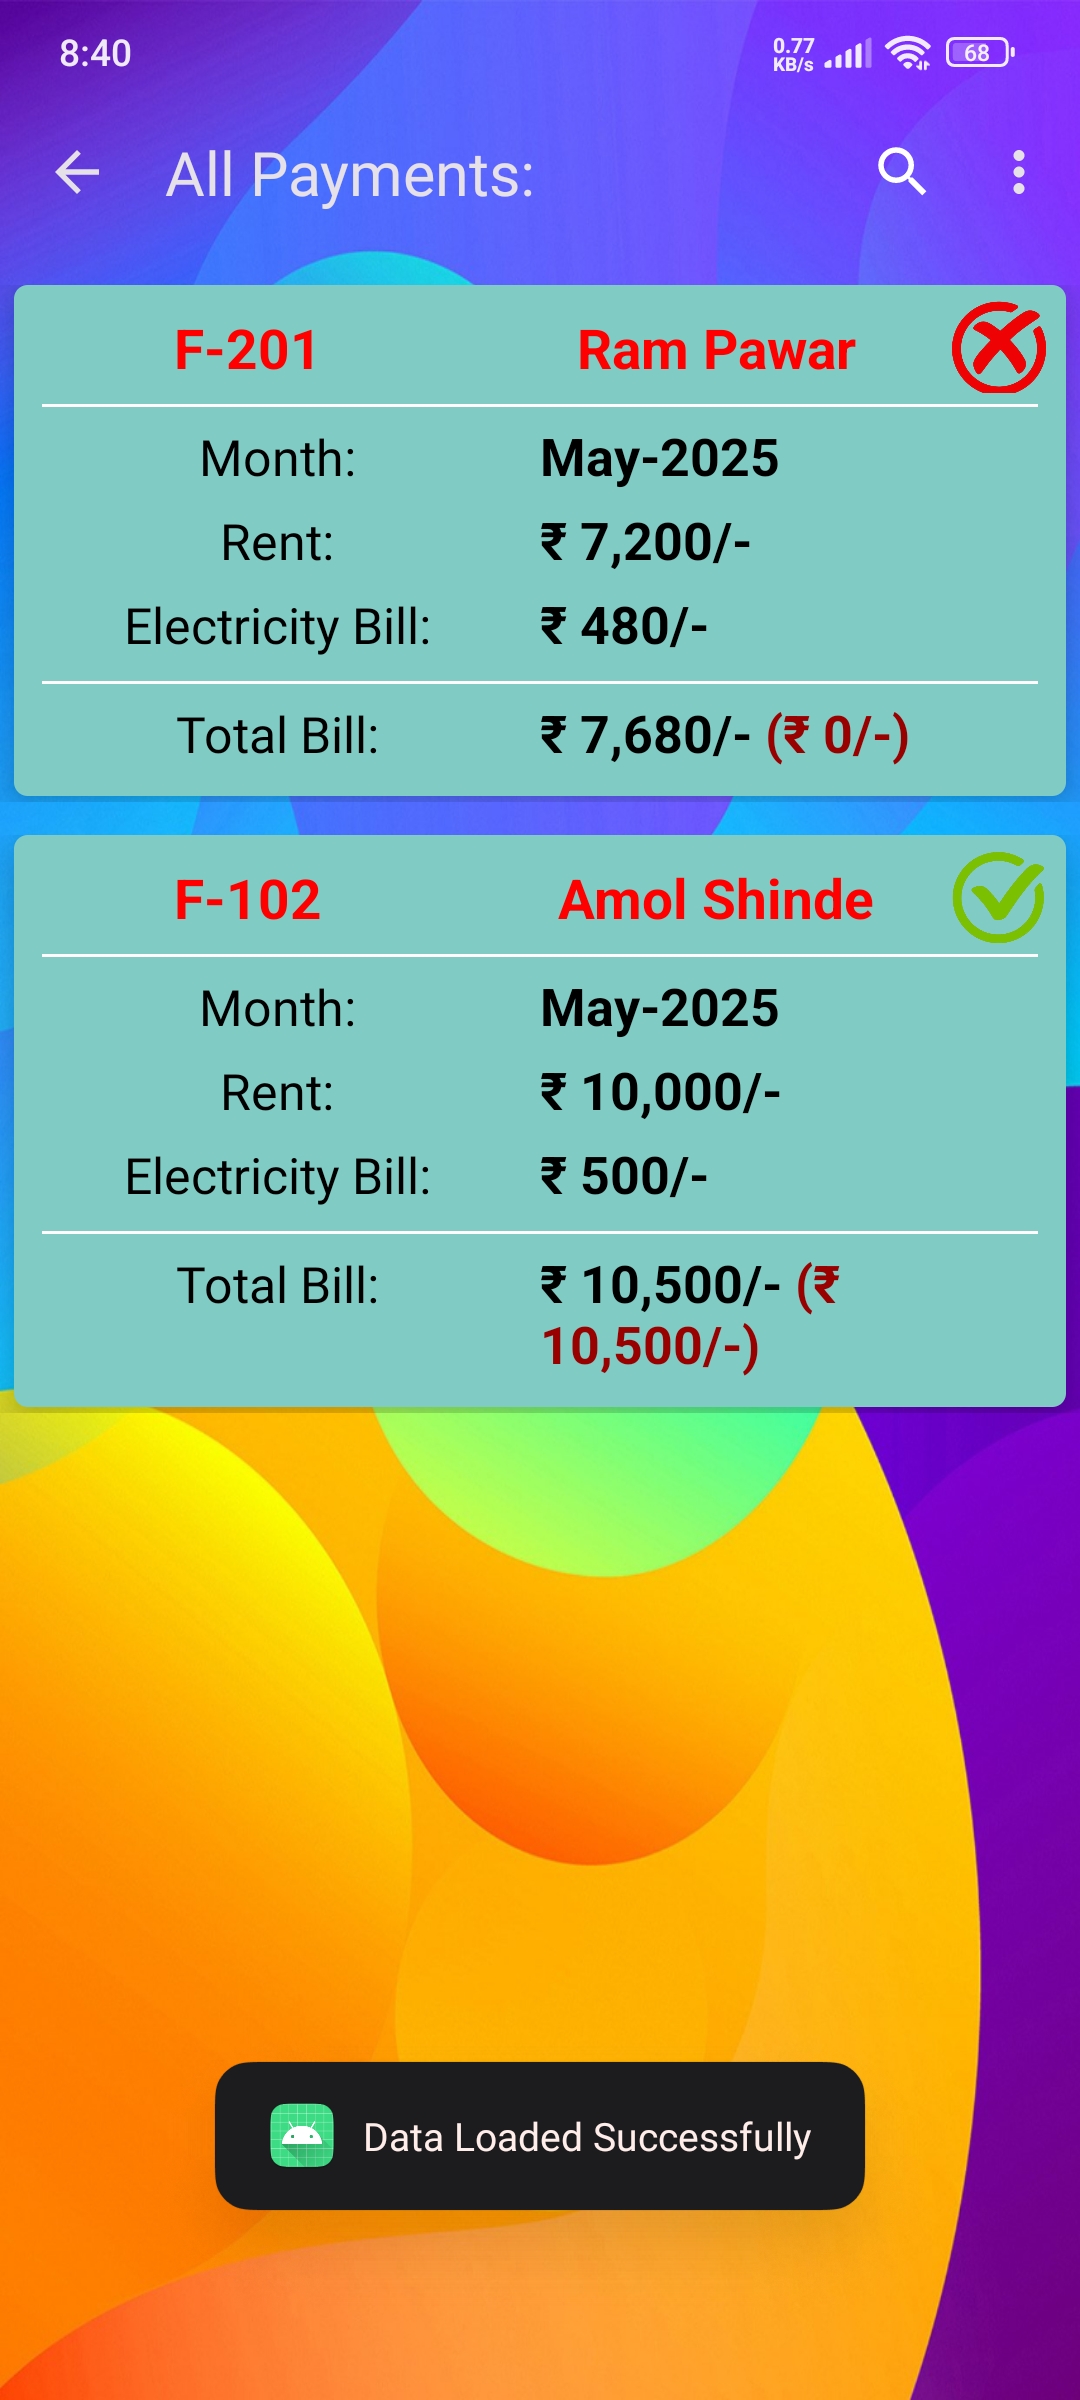 8:40 0.77 KB/s 68
All Payments:
F-201 Ram Pawar
Month: May-2025
Rent: ₹ 7,200/-
Electricity Bill: ₹ 480/-
Total Bill: ₹ 7,680/- (₹ 0/-)
F-102 Amol Shinde
Month: May-2025
Rent: ₹ 10,000/-
Electricity Bill: ₹ 500/-
Total Bill: ₹ 10,500/- (₹
10,500/-)
Data Loaded Successfully